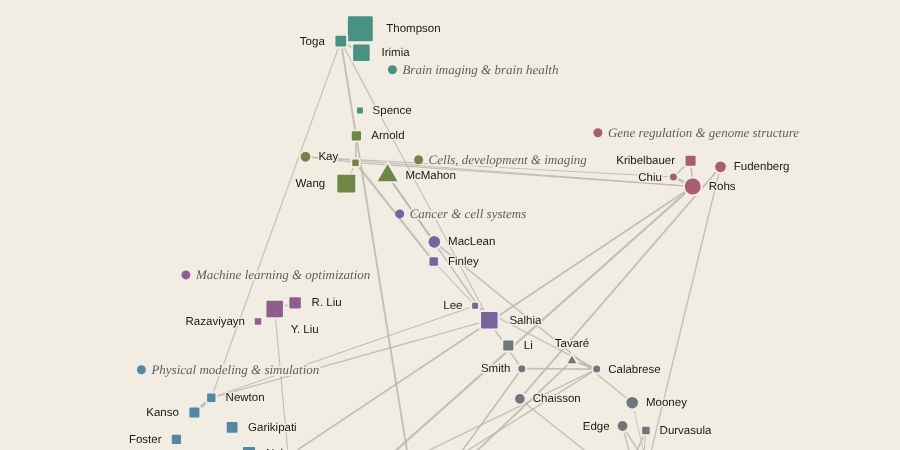 Thompson
Toga
Irimia
Brain imaging & brain health
Spence
Arnold
Gene regulation & genome structure
Kay
Cells, development & imaging
Kribelbauer
Fudenberg
McMahon
Chiu
Wang
Rohs
Cancer & cell systems
MacLean
Finley
Machine learning & optimization
R. Liu
Lee
Razaviyayn
Salhia
Y. Liu
Li
Tavaré
Physical modeling & simulation
Smith
Calabrese
Newton
Chaisson
Mooney
Kanso
Garikipati
Edge
Durvasula
Foster